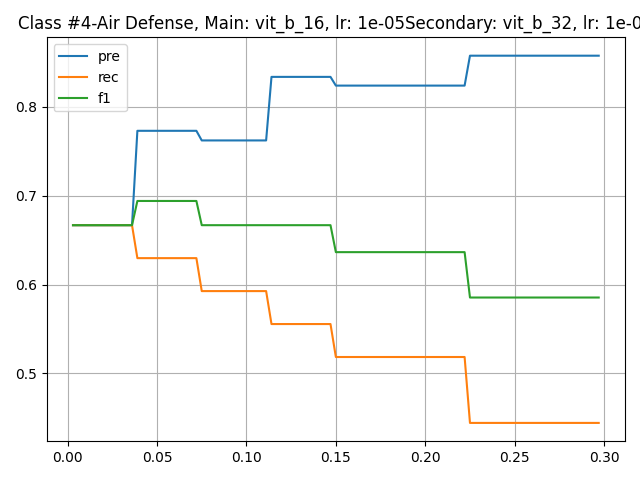 Class #4-Air Defense, Main: vit_b_16, lr: 1e-05Secondary: vit_b_32, lr: 1e-0
pre
rec
f1
0.8
0.7
0.6
0.5
0.00 0.05 0.10 0.15 0.20 0.25 0.30